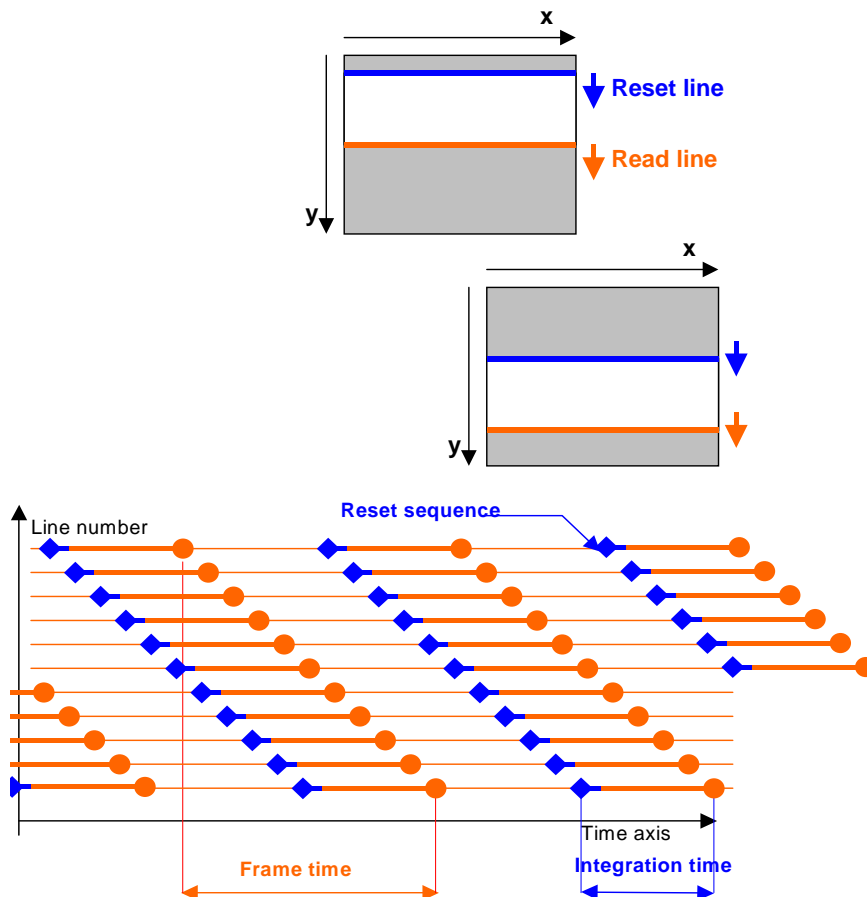 x
Reset line
Read line
y
x
y
Reset sequence
Line number
Time axis
Frame time
Integration time